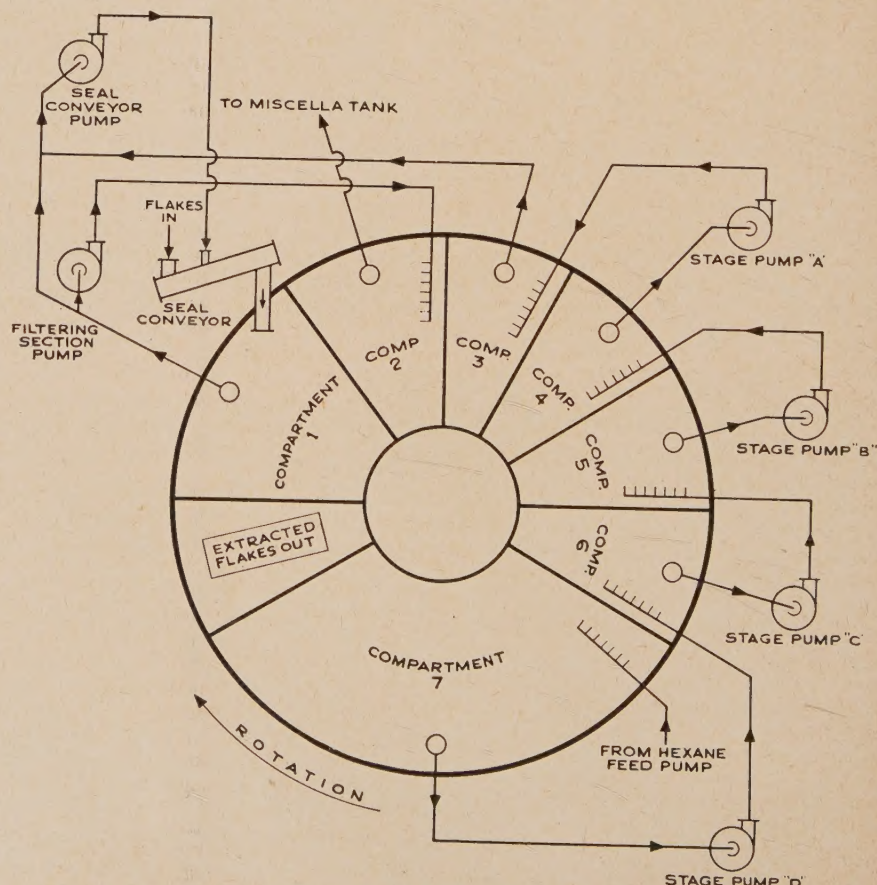 SEAL
CONVEYOR
PUMP
TO MISCELLA TANK
FLAKES
IN
STAGE PUMP "A"
SEAL
CONVEYOR
FILTERING
SECTION
PUMP
COMP
2
COMP.
3
COMP.
4
COMPARTMENT
1
STAGE PUMP "B"
COMP.
5
EXTRACTED
FLAKES OUT
COMP.
6
STAGE PUMP "C"
COMPARTMENT
7
ROTATION
FROM HEXANE
FEED PUMP
STAGE PUMP "D"